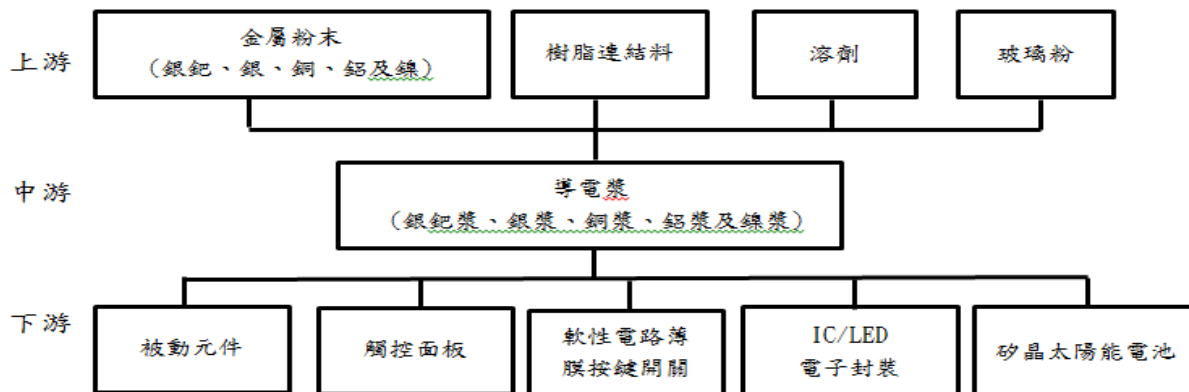 上游
金屬粉末
(銀鈀、銀、銅、鋁及鎳)
樹脂連結料
溶劑
玻璃粉
中游
導電漿
(銀鈀漿、銀漿、銅漿、鋁漿及鎳漿)
下游
被動元件
觸控面板
軟性電路薄
膜按鍵開關
IC/LED
電子封裝
矽晶太陽能電池